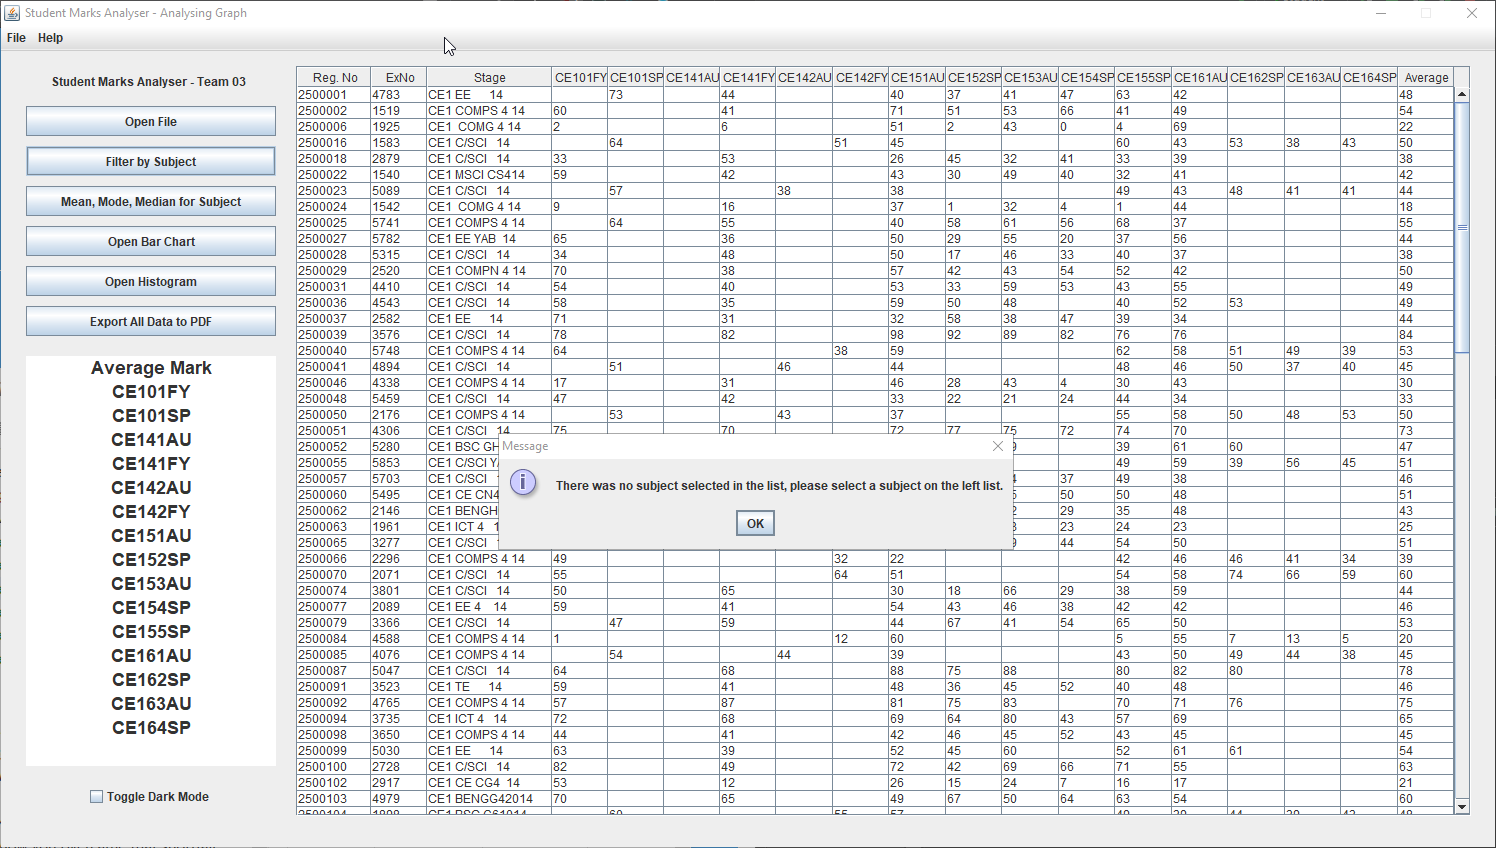 Student Marks Analyser - Analysing Graph
File Help
Student Marks Analyser - Team 03
Open File
Filter by Subject
Mean, Mode, Median for Subject
Open Bar Chart
Open Histogram
Export All Data to PDF
Average Mark
CE101FY
CE101SP
CE141AU
CE141FY
CE142AU
CE142FY
CE151AU
CE152SP
CE153AU
CE154SP
CE155SP
CE161AU
CE162SP
CE163AU
CE164SP
Toggle Dark Mode
Reg. No ExNo Stage CE101FY CE101SP CE141AU CE141FY CE142AU CE142FY CE151AU CE152SP CE153AU CE154SP CE155SP CE161AU CE162SP CE163AU CE164SP Average
2500001 4783 CE1 EE 14 73 44 40 37 41 47 63 42 48
2500002 1519 CE1 COMPS 4 14 60 41 71 51 53 66 41 49 54
2500006 1925 CE1 COMG 4 14 2 6 51 2 43 0 4 69 22
2500016 1583 CE1 C/SCI 14 64 51 45 60 43 53 38 43 50
2500018 2879 CE1 C/SCI 14 33 53 26 45 32 41 33 39 38
2500022 1540 CE1 MSCI CS414 59 42 43 30 49 40 32 41 42
2500023 5089 CE1 C/SCI 14 57 38 38 49 43 48 41 41 44
2500024 1542 CE1 COMG 4 14 9 16 37 1 32 4 1 44 18
2500025 5741 CE1 COMPS 4 14 64 55 40 58 61 56 68 37 55
2500027 5782 CE1 EE YAB 14 65 36 50 29 55 20 37 56 44
2500028 5315 CE1 C/SCI 14 34 48 50 17 46 33 40 37 38
2500029 2520 CE1 COMPN 4 14 70 38 57 42 43 54 52 42 50
2500031 4410 CE1 C/SCI 14 54 40 53 33 59 53 43 55 49
2500036 4543 CE1 C/SCI 14 58 35 59 50 48 40 52 53 49
2500037 2582 CE1 EE 14 71 31 32 58 38 47 39 34 44
2500039 3576 CE1 C/SCI 14 78 82 98 92 89 82 76 76 84
2500040 5748 CE1 COMPS 4 14 64 38 59 62 58 51 49 39 53
2500041 4894 CE1 C/SCI 14 51 46 44 48 46 50 37 40 45
2500046 4338 CE1 COMPS 4 14 17 31 46 28 43 4 30 43 30
2500048 5459 CE1 C/SCI 14 47 42 33 22 21 24 44 34 33
2500050 2176 CE1 COMPS 4 14 53 43 37 55 58 50 48 53 50
2500051 4306 CE1 C/SCI 14 75 70 72 77 75 72 74 70 73
2500052 5280 CE1 BSC GH 39 61 60 47
2500055 5853 CE1 C/SCI YA 49 59 39 56 45 51
2500057 5703 CE1 C/SCI 37 49 38 46
2500060 5495 CE1 CE CN4 50 50 48 51
2500062 2146 CE1 BENGH 29 35 48 43
2500063 1961 CE1 ICT 4 1 23 24 23 25
2500065 3277 CE1 C/SCI 44 54 50 51
2500066 2296 CE1 COMPS 4 14 49 32 22 42 46 46 41 34 39
2500070 2071 CE1 C/SCI 14 55 64 51 54 58 74 66 59 60
2500074 3801 CE1 C/SCI 14 50 65 30 18 66 29 38 59 44
2500077 2089 CE1 EE 4 14 59 41 54 43 46 38 42 42 46
2500079 3366 CE1 C/SCI 14 47 59 44 67 41 54 65 50 53
2500084 4588 CE1 COMPS 4 14 1 12 60 5 55 7 13 5 20
2500085 4076 CE1 COMPS 4 14 54 44 39 43 50 49 44 38 45
2500087 5047 CE1 C/SCI 14 64 68 88 75 88 80 82 80 78
2500091 3523 CE1 TE 14 59 41 48 36 45 52 40 48 46
2500092 4765 CE1 COMPS 4 14 57 87 81 75 83 70 71 76 75
2500094 3735 CE1 ICT 4 14 72 68 69 64 80 43 57 69 65
2500098 3650 CE1 COMPS 4 14 44 41 42 46 45 52 43 45 45
2500099 5030 CE1 EE 14 63 39 52 45 60 52 61 61 54
2500100 2728 CE1 C/SCI 14 82 49 72 42 69 66 71 55 63
2500102 2917 CE1 CE CG4 14 53 12 26 15 24 7 16 17 21
2500103 4979 CE1 BENGG42014 70 65 49 67 50 64 63 54 60
Message
There was no subject selected in the list, please select a subject on the left list.
OK